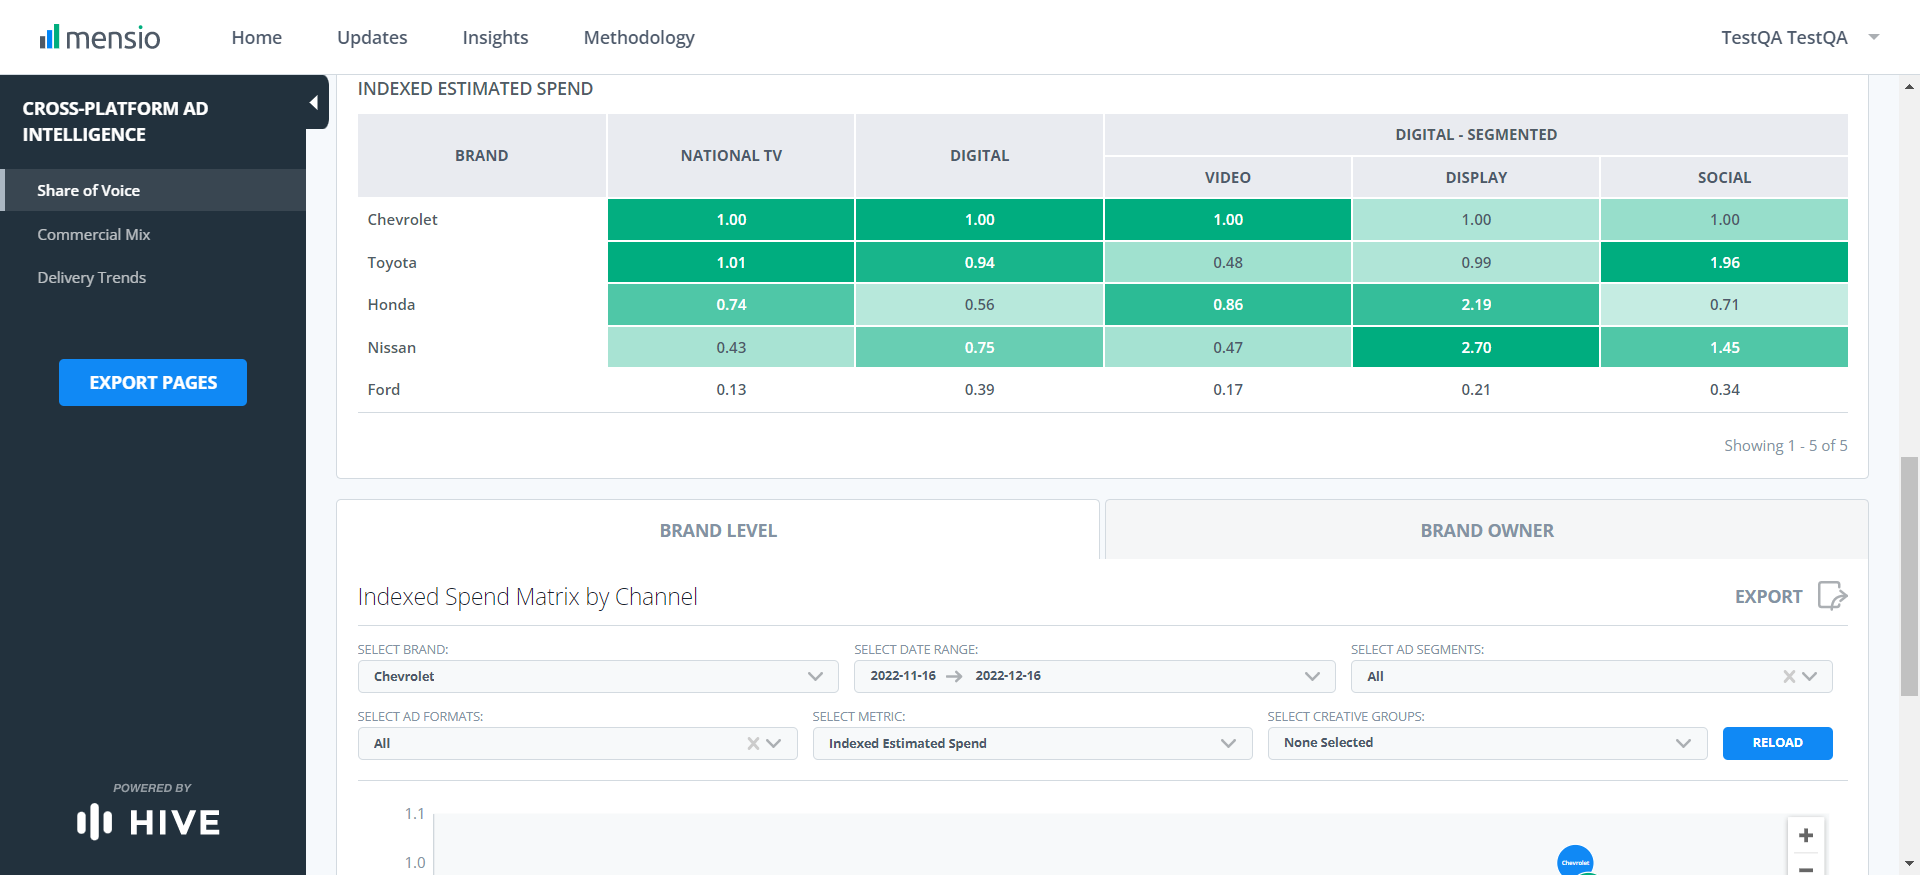 mensio
Home
Updates
Insights
Methodology
TestQA TestQA
CROSS-PLATFORM AD
INTELLIGENCE
Share of Voice
Commercial Mix
Delivery Trends
EXPORT PAGES
POWERED BY
HIVE
INDEXED ESTIMATED SPEND
BRAND NATIONAL TV DIGITAL DIGITAL - SEGMENTED
VIDEO DISPLAY SOCIAL
Chevrolet 1.00 1.00 1.00 1.00 1.00
Toyota 1.01 0.94 0.48 0.99 1.96
Honda 0.74 0.56 0.86 2.19 0.71
Nissan 0.43 0.75 0.47 2.70 1.45
Ford 0.13 0.39 0.17 0.21 0.34
Showing 1 - 5 of 5
BRAND LEVEL
BRAND OWNER
Indexed Spend Matrix by Channel
EXPORT
SELECT BRAND: SELECT DATE RANGE: SELECT AD SEGMENTS:
Chevrolet 2022-11-16 → 2022-12-16 All
SELECT AD FORMATS: SELECT METRIC: SELECT CREATIVE GROUPS:
All Indexed Estimated Spend None Selected RELOAD
1.1
1.0
Chevrolet